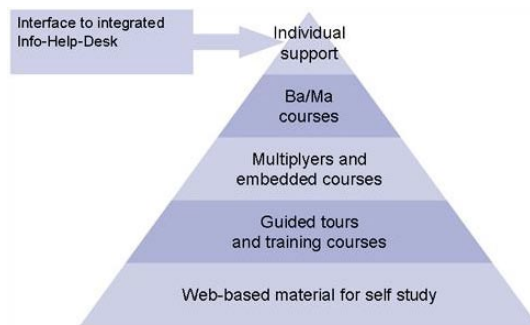 Interface to integrated
Info-Help-Desk
Individual
support
Ba/Ma
courses
Multiplyers and
embedded courses
Guided tours
and training courses
Web-based material for self study